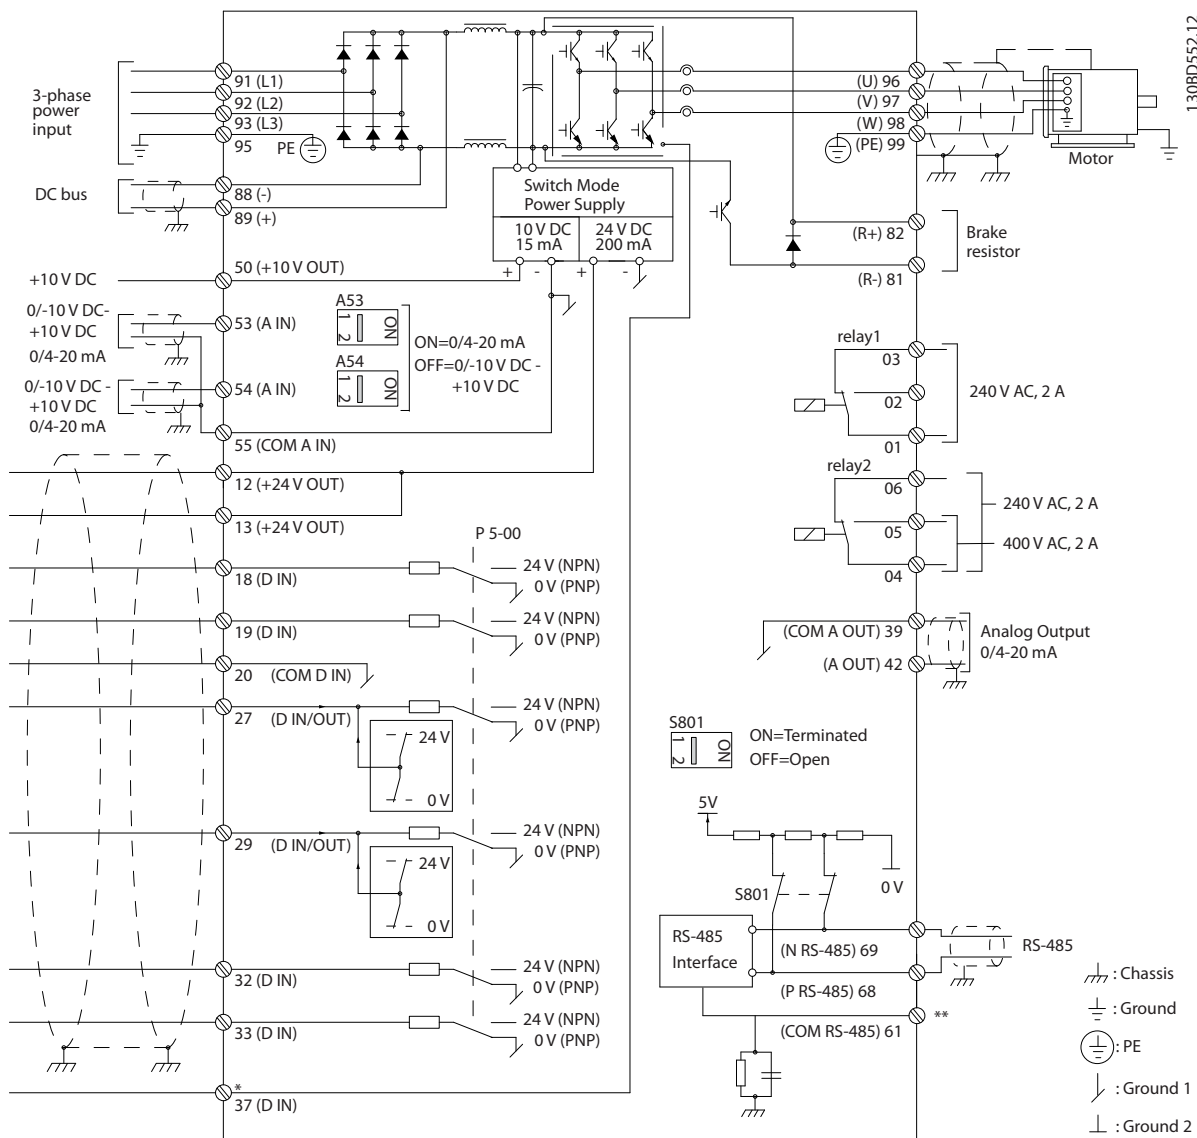 130BD552.12
3-phase
power
input
91 (L1)
92 (L2)
93 (L3)
95
PE
DC bus
88 (-)
89 (+)
Switch Mode
Power Supply
10 V DC
15 mA
24 V DC
200 mA
+
-
+
-
(U) 96
(V) 97
(W) 98
(PE) 99
Motor
(R+) 82
(R-) 81
Brake
resistor
+10 V DC
50 (+10 V OUT)
0/-10 V DC-
+10 V DC
0/4-20 mA
53 (A IN)
0/-10 V DC -
+10 V DC
0/4-20 mA
54 (A IN)
55 (COM A IN)
A53
1
2
ON
A54
1
2
ON
ON=0/4-20 mA
OFF=0/-10 V DC -
+10 V DC
12 (+24 V OUT)
13 (+24 V OUT)
P 5-00
18 (D IN)
24 V (NPN)
0 V (PNP)
19 (D IN)
24 V (NPN)
0 V (PNP)
20 (COM D IN)
27 (D IN/OUT)
24 V (NPN)
0 V (PNP)
24 V
0 V
29 (D IN/OUT)
24 V (NPN)
0 V (PNP)
24 V
0 V
32 (D IN)
24 V (NPN)
0 V (PNP)
33 (D IN)
24 V (NPN)
0 V (PNP)
*
37 (D IN)
relay1
03
02
01
240 V AC, 2 A
relay2
06
05
04
240 V AC, 2 A
400 V AC, 2 A
(COM A OUT) 39
(A OUT) 42
Analog Output
0/4-20 mA
S801
1
2
ON
ON=Terminated
OFF=Open
5V
0 V
S801
RS-485
Interface
(N RS-485) 69
(P RS-485) 68
(COM RS-485) 61
RS-485
**
: Chassis
: Ground
: PE
: Ground 1
: Ground 2